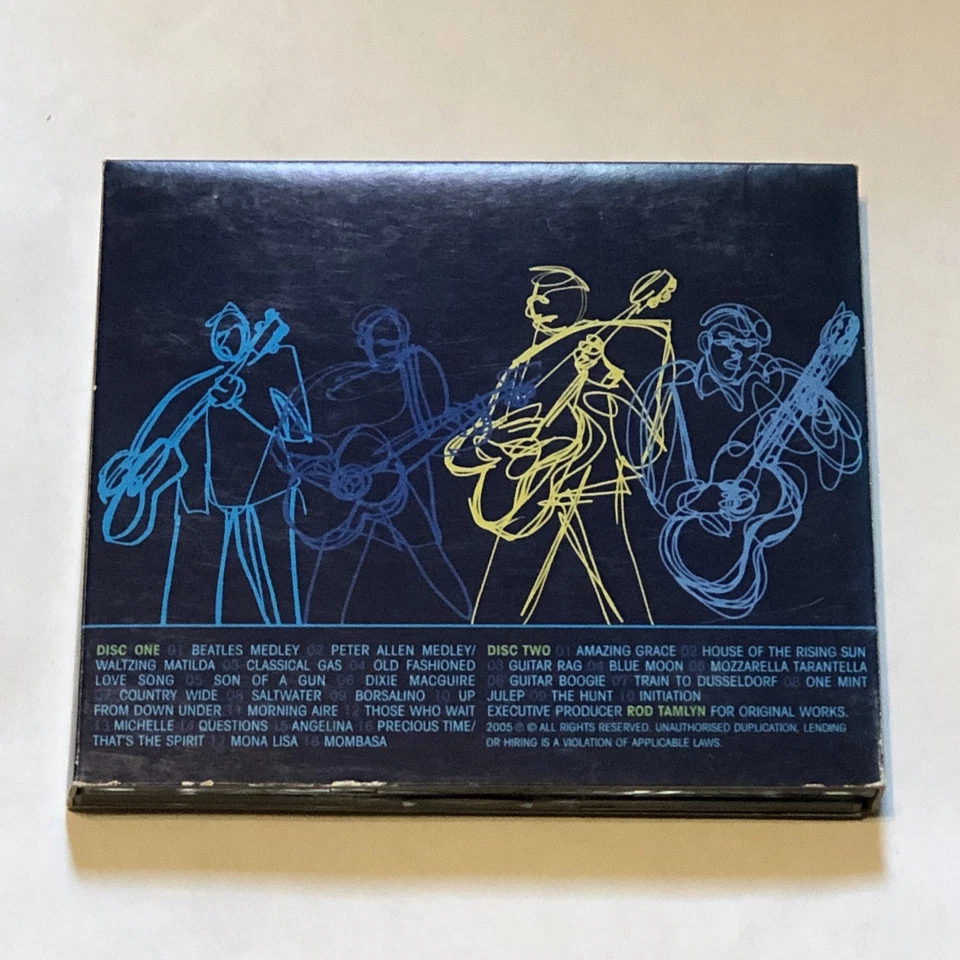 DISC ONE 01 BEATLES MEDLEY 02 PETER ALLEN MEDLEY/
WALTZING MATILDA 03 CLASSICAL GAS 04 OLD FASHIONED
LOVE SONG 05 SON OF A GUN 06 DIXIE MACGUIRE
07 COUNTRY WIDE 08 SALTWATER 09 BORSALINO 10 UP
FROM DOWN UNDER 11 MORNING AIRE 12 THOSE WHO WAIT
13 MICHELLE 14 QUESTIONS 15 ANGELINA 16 PRECIOUS TIME/
THAT'S THE SPIRIT 17 MONA LISA 18 MOMBASA
DISC TWO 01 AMAZING GRACE 02 HOUSE OF THE RISING SUN
03 GUITAR RAG 04 BLUE MOON 05 MOZZARELLA TARANTELLA
06 GUITAR BOOGIE 07 TRAIN TO DUSSELDORF 08 ONE MINT
JULEP 09 THE HUNT 10 INITIATION
EXECUTIVE PRODUCER ROD TAMLYN FOR ORIGINAL WORKS.
2005 ℗ © ALL RIGHTS RESERVED. UNAUTHORISED DUPLICATION, LENDING
OR HIRING IS A VIOLATION OF APPLICABLE LAWS.